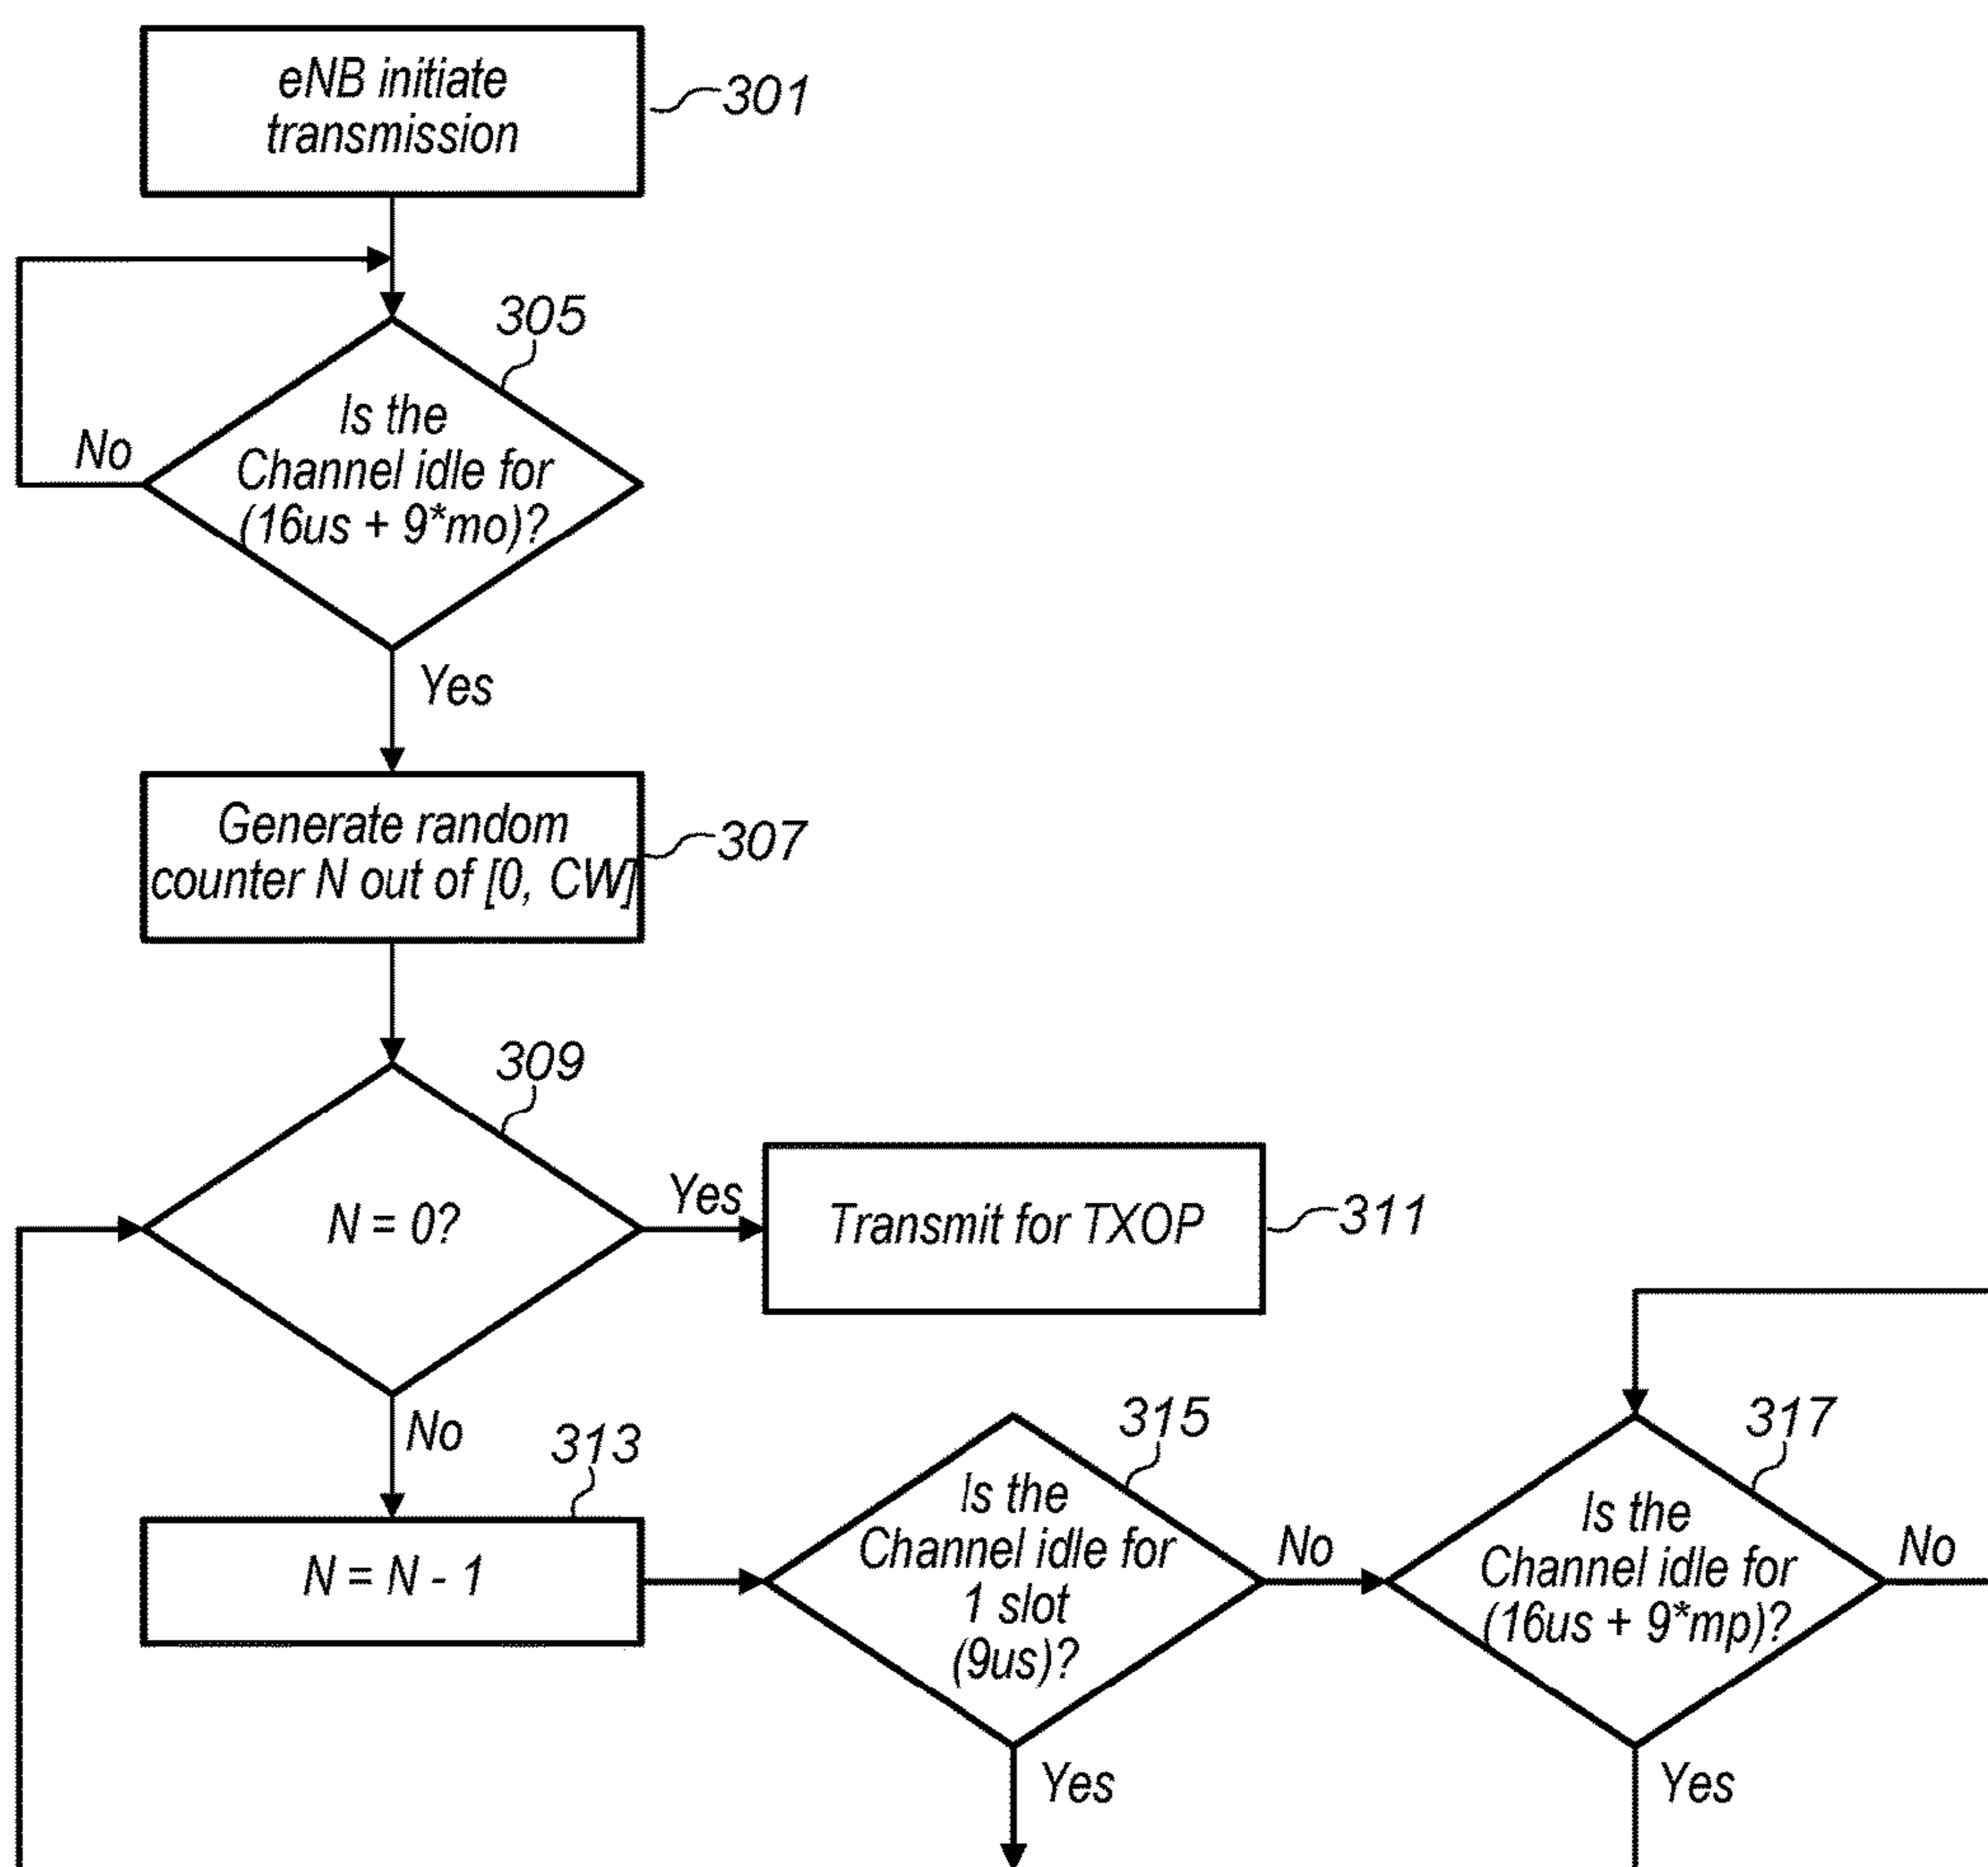 eNB initiate
transmission
301
305
Is the
Channel idle for
(16us + 9*mo)?
No
Yes
Generate random
counter N out of [0, CW]
307
309
N = 0?
Yes
Transmit for TXOP
311
No
313
N = N - 1
315
Is the
Channel idle for
1 slot
(9us)?
No
Yes
317
Is the
Channel idle for
(16us + 9*mp)?
No
Yes